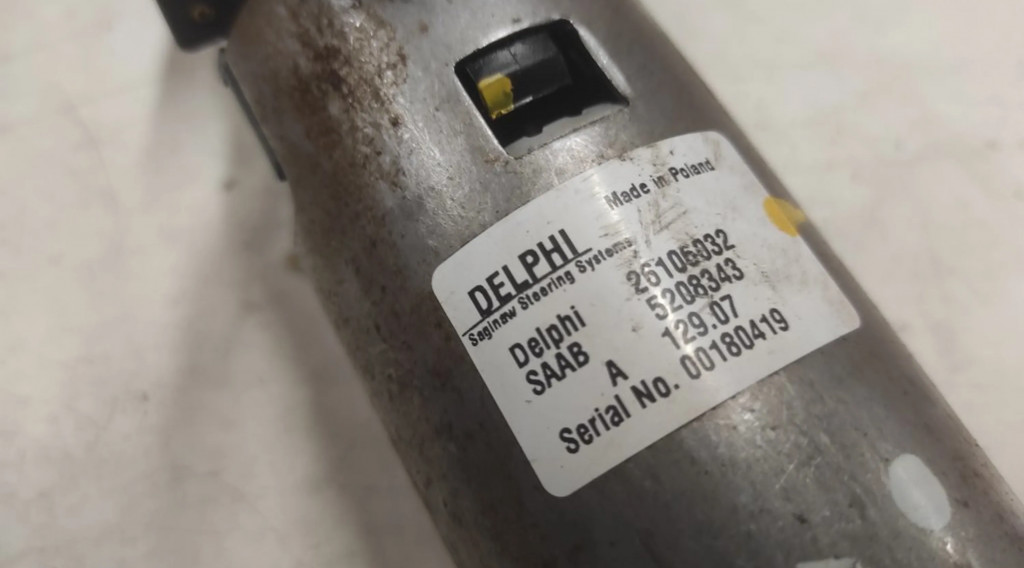 Made in Poland
DELPHI
Saginaw Steering Systems
Delphi 26106032
SAAB 5208343
A 129.07
Serial No. 00180419